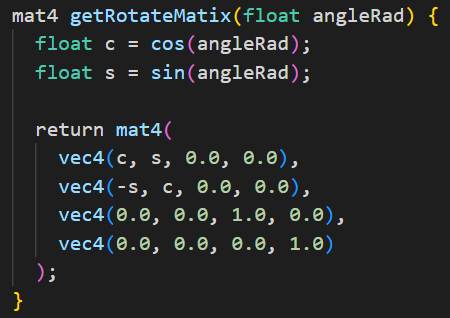 mat4 getRotateMatix(float angleRad) {
  float c = cos(angleRad);
  float s = sin(angleRad);

  return mat4(
    vec4(c, s, 0.0, 0.0),
    vec4(-s, c, 0.0, 0.0),
    vec4(0.0, 0.0, 1.0, 0.0),
    vec4(0.0, 0.0, 0.0, 1.0)
  );
}